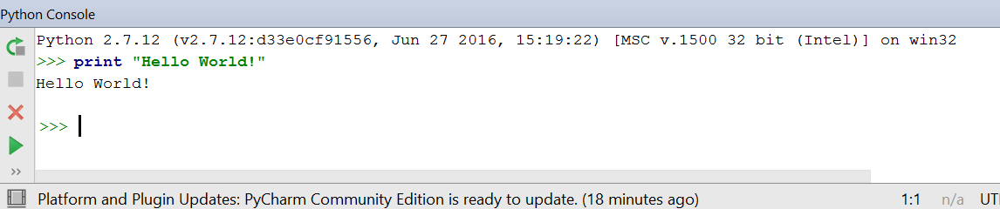 Python Console
Python 2.7.12 (v2.7.12:d33e0cf91556, Jun 27 2016, 15:19:22) [MSC v.1500 32 bit (Intel)] on win32
>>> print "Hello World!"
Hello World!
>>>
Platform and Plugin Updates: PyCharm Community Edition is ready to update. (18 minutes ago) 1:1 n/a UT